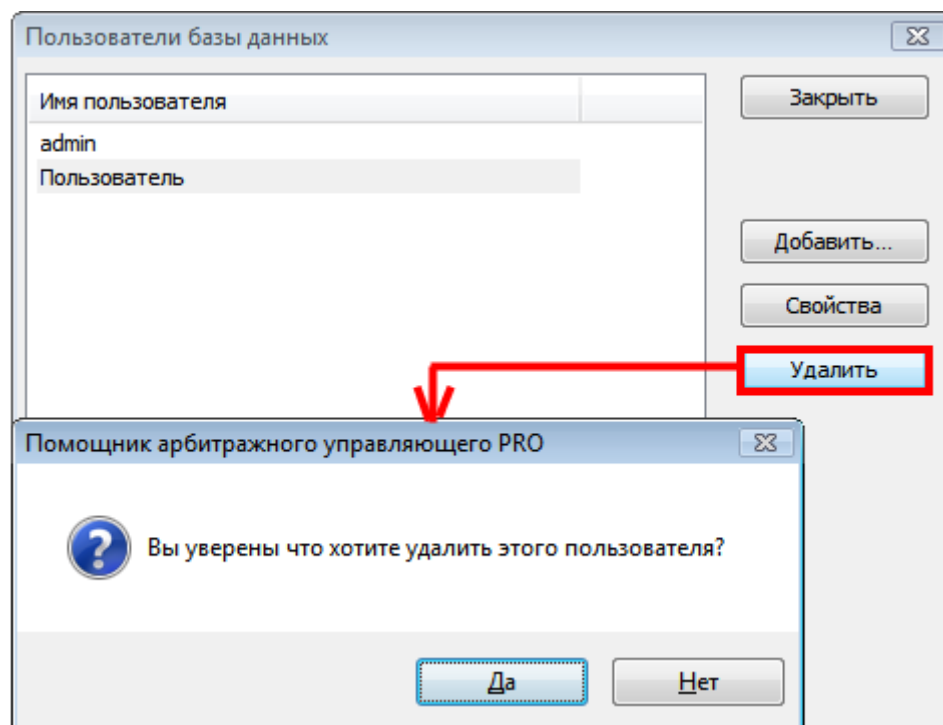 Пользователи базы данных
Имя пользователя
admin
Пользователь
Закрыть
Добавить...
Свойства
Удалить
Помощник арбитражного управляющего PRO
Вы уверены что хотите удалить этого пользователя?
Да
Нет